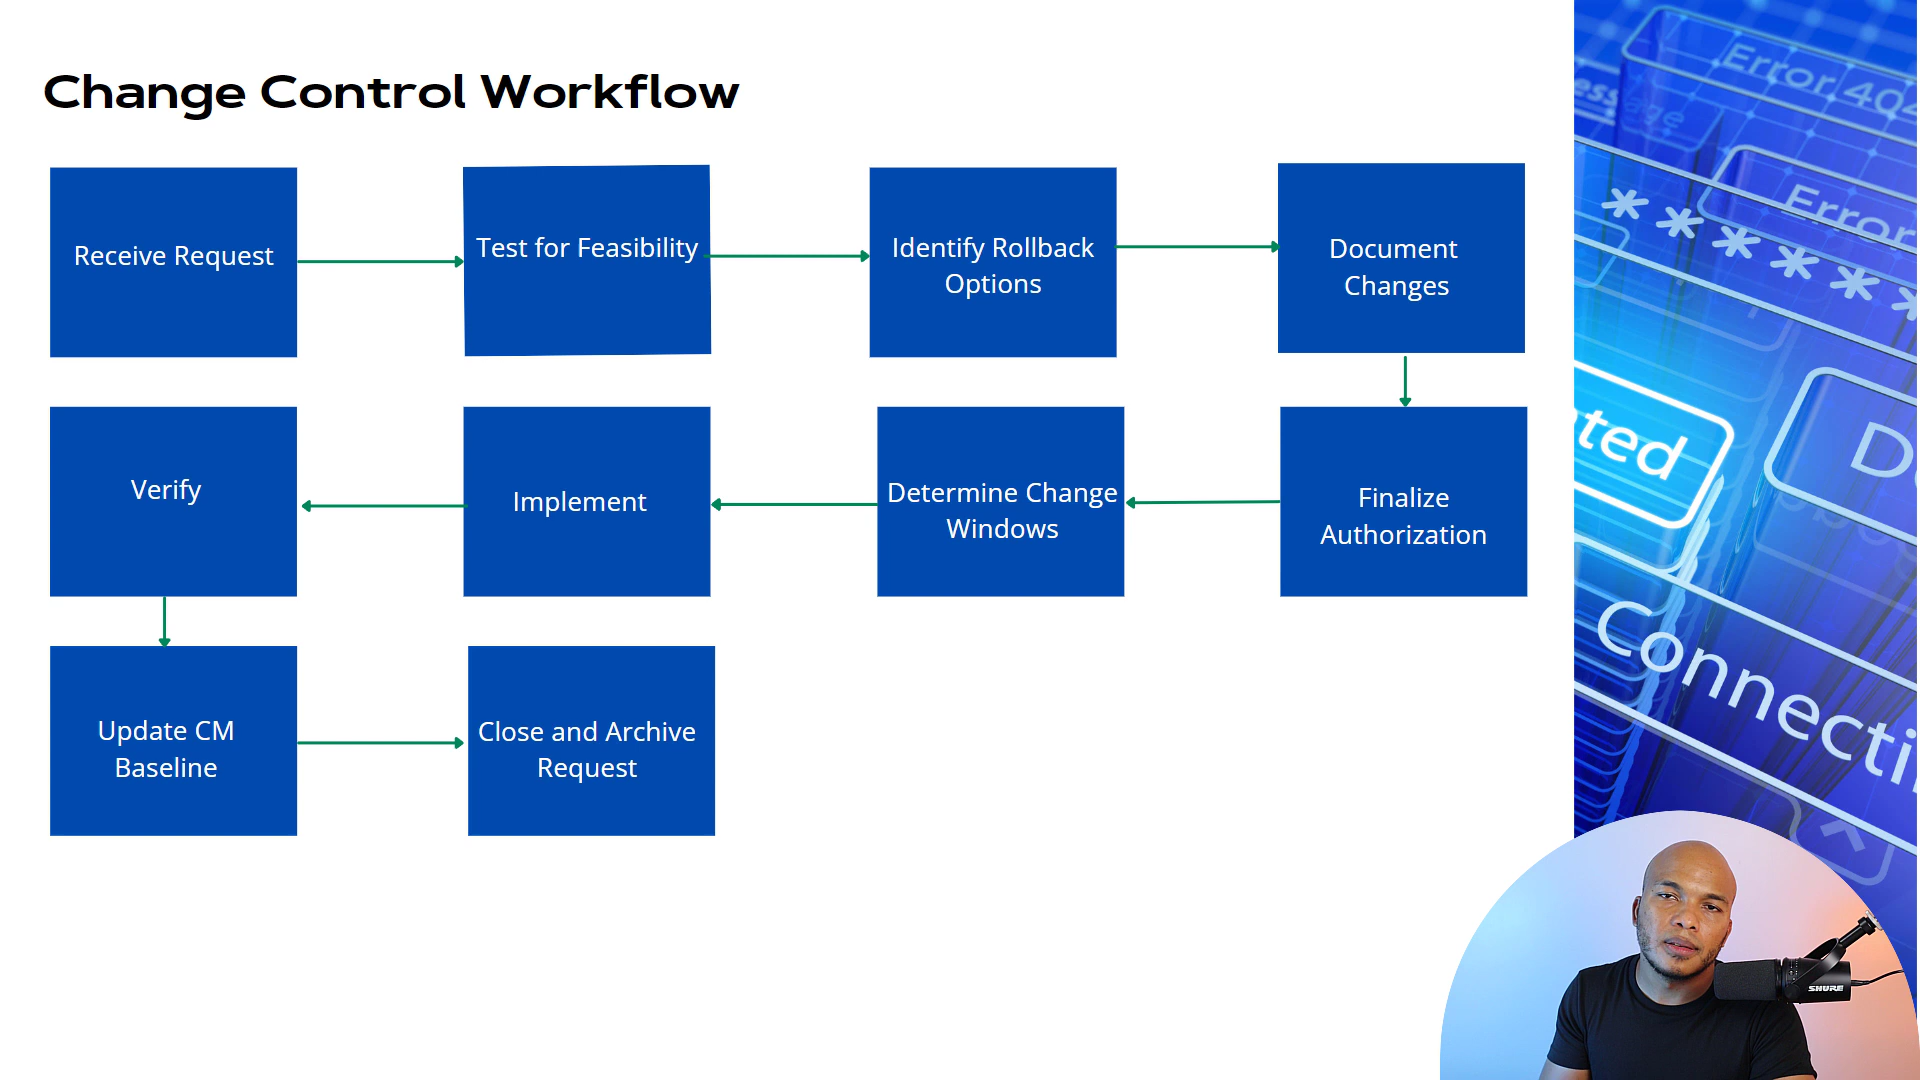 Change Control Workflow
Receive Request
Test for Feasibility
Identify Rollback
Options
Document
Changes
Finalize
Authorization
Determine Change
Windows
Implement
Verify
Update CM
Baseline
Close and Archive
Request
Error 404
Error
*****
Connecti
SHURE